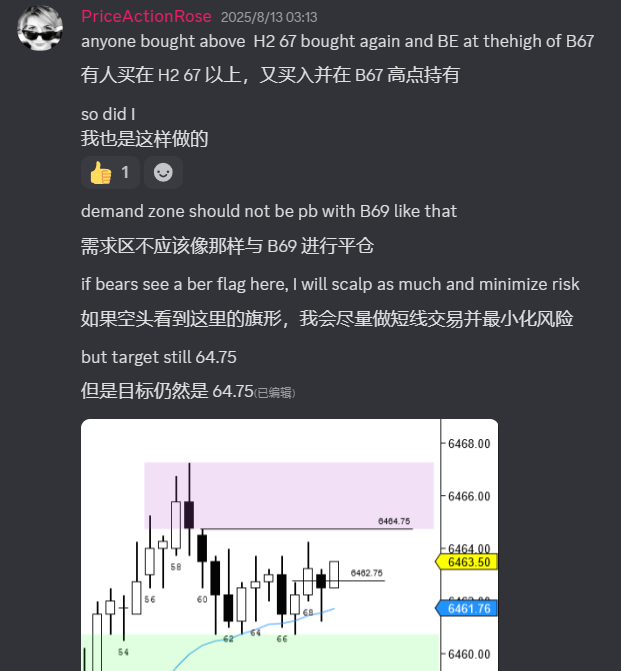 PriceActionRose 2025/8/13 03:13
anyone bought above H2 67 bought again and BE at thehigh of B67
有人买在 H2 67 以上，又买入并在 B67 高点持有
so did I
我也是这样做的
👍 1
demand zone should not be pb with B69 like that
需求区不应该像那样与 B69 进行平仓
if bears see a ber flag here, I will scalp as much and minimize risk
如果空头看到这里的旗形，我会尽量做短线交易并最小化风险
but target still 64.75
但是目标仍然是 64.75(已编辑)
6468.00
6466.00
6464.75
6464.00
6463.50
6462.75
6462.00
6461.76
6460.00
54
56
58
60
62
64
66
68